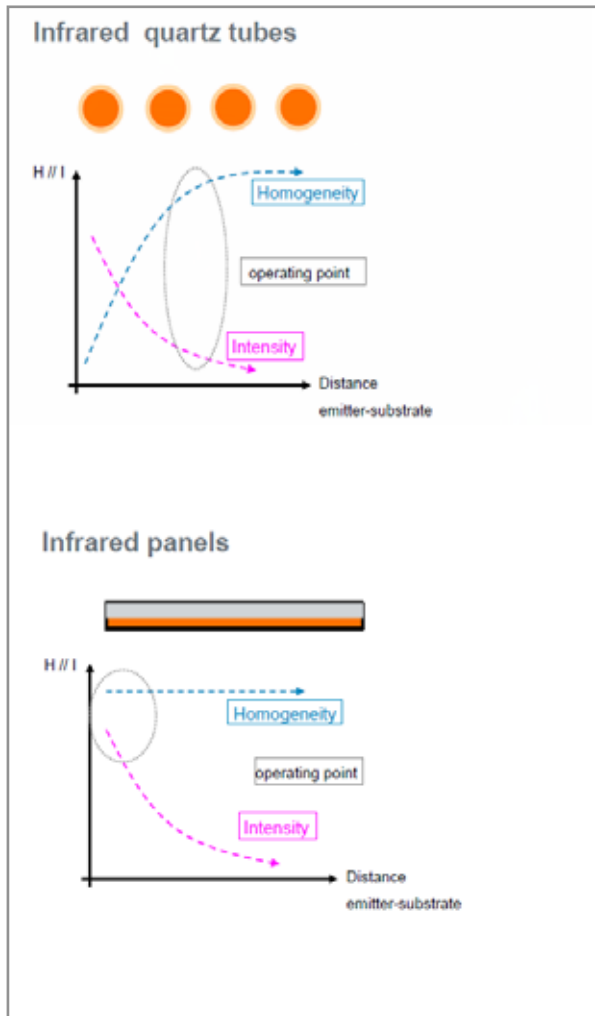 Infrared quartz tubes
H // I
Homogeneity
operating point
Intensity
Distance
emitter-substrate
Infrared panels
H // I
Homogeneity
operating point
Intensity
Distance
emitter-substrate